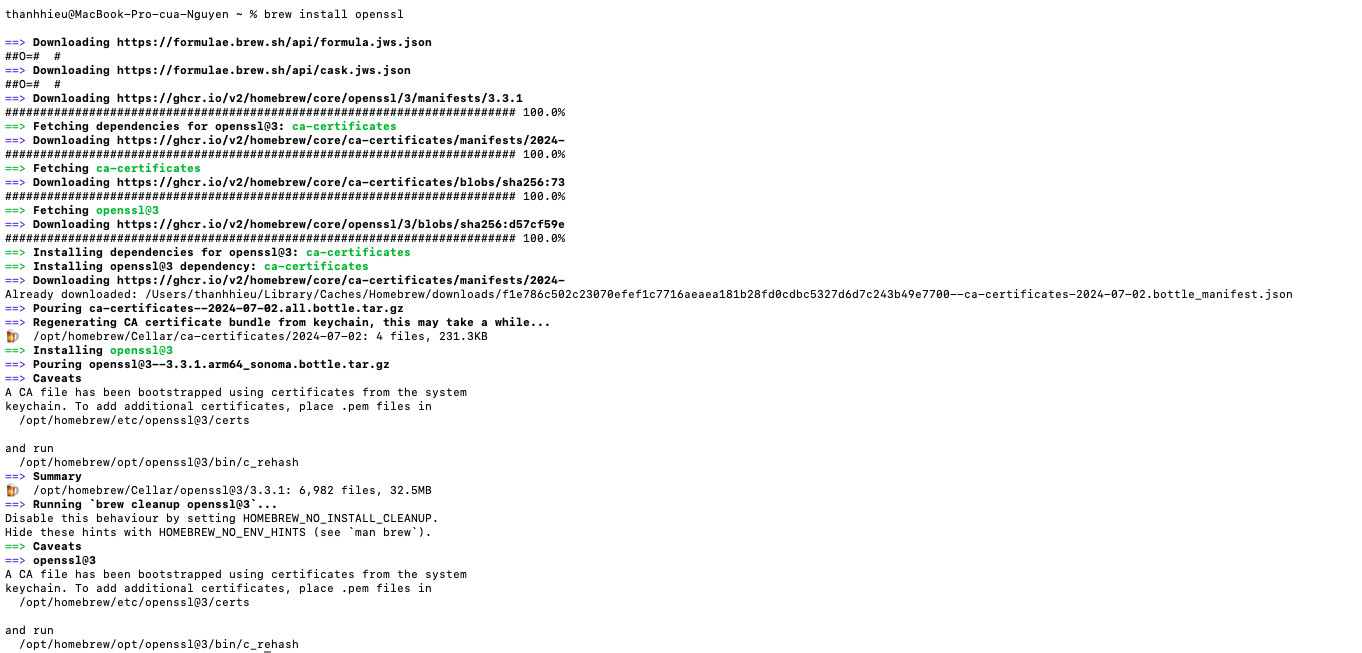 thanhhieu@MacBook-Pro-cua-Nguyen ~ % brew install openssl
==> Downloading https://formulae.brew.sh/api/formula.jws.json
##O=#  #
==> Downloading https://formulae.brew.sh/api/cask.jws.json
##O=#  #
==> Downloading https://ghcr.io/v2/homebrew/core/openssl/3/manifests/3.3.1
######################################################################### 100.0%
==> Fetching dependencies for openssl@3: ca-certificates
==> Downloading https://ghcr.io/v2/homebrew/core/ca-certificates/manifests/2024-
######################################################################### 100.0%
==> Fetching ca-certificates
==> Downloading https://ghcr.io/v2/homebrew/core/ca-certificates/blobs/sha256:73
######################################################################### 100.0%
==> Fetching openssl@3
==> Downloading https://ghcr.io/v2/homebrew/core/openssl/3/blobs/sha256:d57cf59e
######################################################################### 100.0%
==> Installing dependencies for openssl@3: ca-certificates
==> Installing openssl@3 dependency: ca-certificates
==> Downloading https://ghcr.io/v2/homebrew/core/ca-certificates/manifests/2024-
Already downloaded: /Users/thanhhieu/Library/Caches/Homebrew/downloads/f1e786c502c23070efef1c7716aeaea181b28fd0cdbc5327d6d7c243b49e7700--ca-certificates-2024-07-02.bottle_manifest.json
==> Pouring ca-certificates--2024-07-02.all.bottle.tar.gz
==> Regenerating CA certificate bundle from keychain, this may take a while...
🍺  /opt/homebrew/Cellar/ca-certificates/2024-07-02: 4 files, 231.3KB
==> Installing openssl@3
==> Pouring openssl@3--3.3.1.arm64_sonoma.bottle.tar.gz
==> Caveats
A CA file has been bootstrapped using certificates from the system
keychain. To add additional certificates, place .pem files in
  /opt/homebrew/etc/openssl@3/certs
and run
  /opt/homebrew/opt/openssl@3/bin/c_rehash
==> Summary
🍺  /opt/homebrew/Cellar/openssl@3/3.3.1: 6,982 files, 32.5MB
==> Running `brew cleanup openssl@3`...
Disable this behaviour by setting HOMEBREW_NO_INSTALL_CLEANUP.
Hide these hints with HOMEBREW_NO_ENV_HINTS (see `man brew`).
==> Caveats
==> openssl@3
A CA file has been bootstrapped using certificates from the system
keychain. To add additional certificates, place .pem files in
  /opt/homebrew/etc/openssl@3/certs
and run
  /opt/homebrew/opt/openssl@3/bin/c_rehash